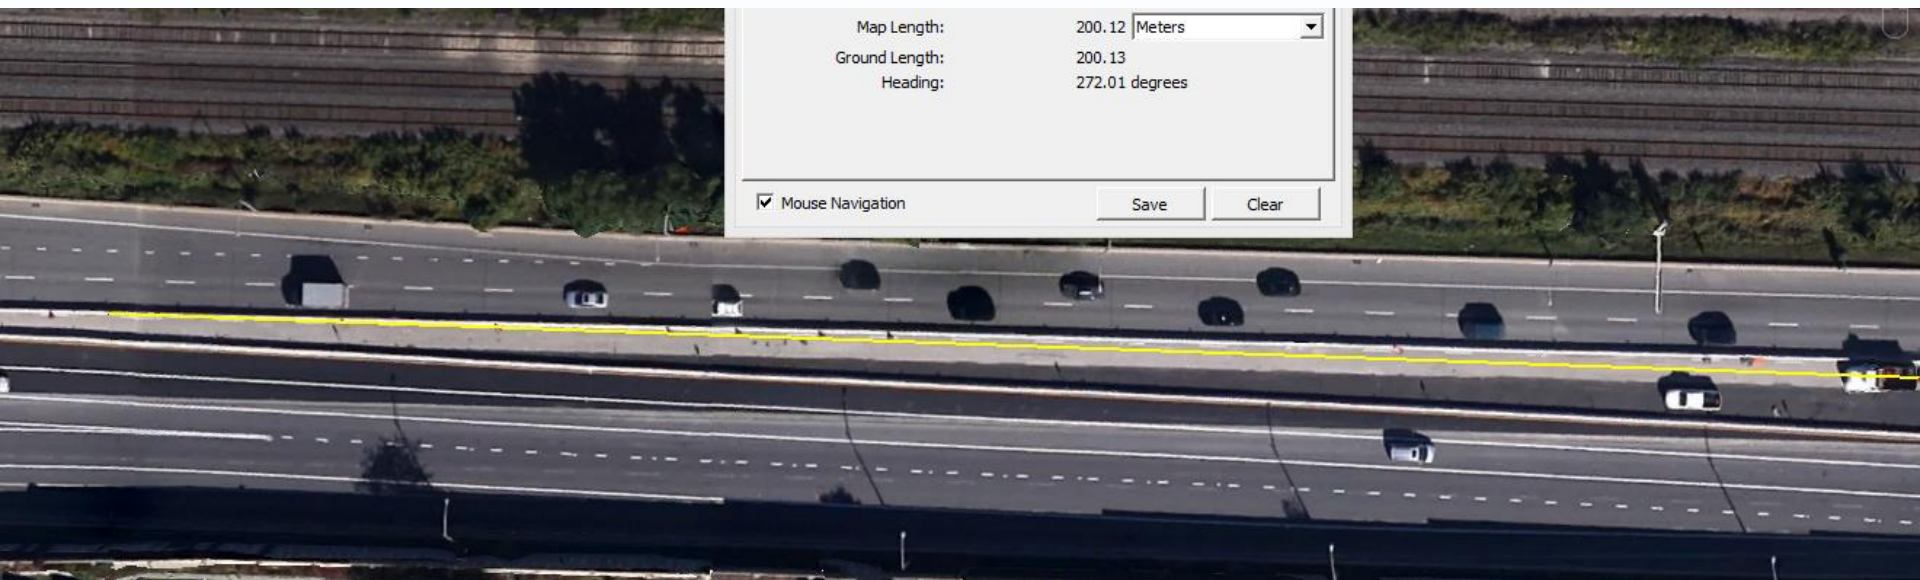 Map Length: 200.12 Meters
Ground Length: 200.13
Heading: 272.01 degrees
Mouse Navigation Save Clear